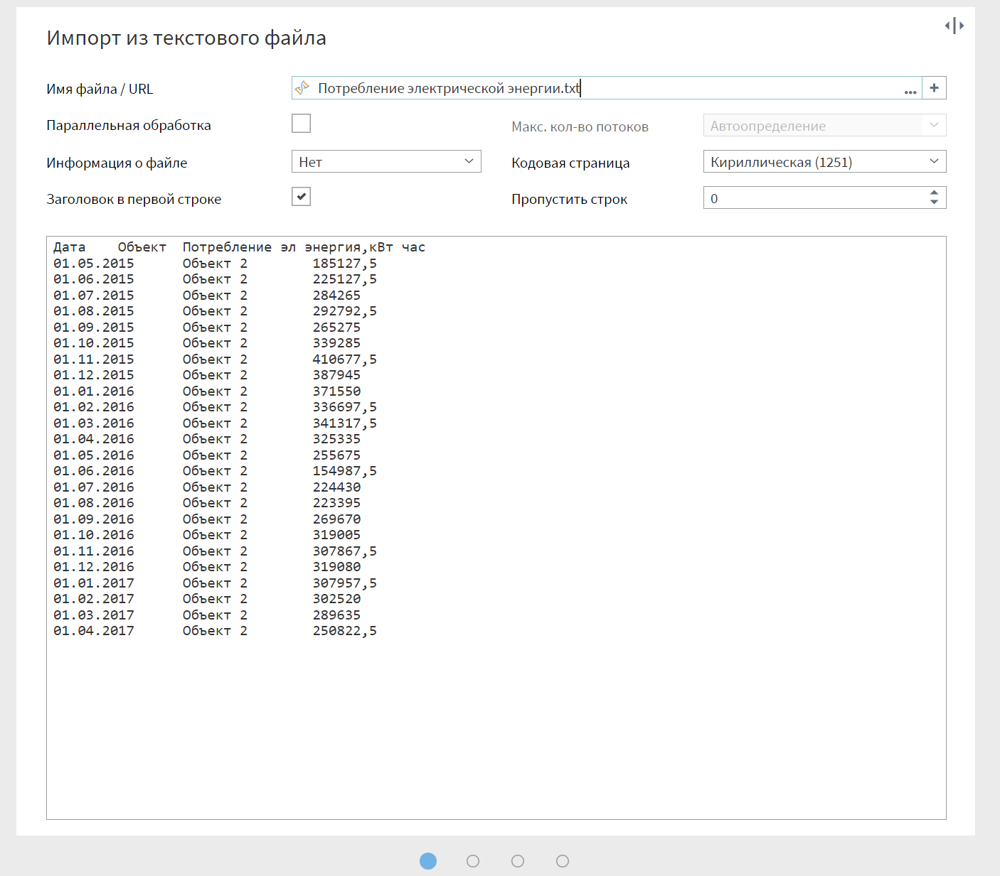 Импорт из текстового файла
Имя файла / URL Потребление электрической энергии.txt ... +
Параллельная обработка Макс. кол-во потоков Автоопределение
Информация о файле Нет Кодовая страница Кириллическая (1251)
Заголовок в первой строке Пропустить строк 0
Дата Объект Потребление эл энергия,кВт час
01.05.2015 Объект 2 185127,5
01.06.2015 Объект 2 225127,5
01.07.2015 Объект 2 284265
01.08.2015 Объект 2 292792,5
01.09.2015 Объект 2 265275
01.10.2015 Объект 2 339285
01.11.2015 Объект 2 410677,5
01.12.2015 Объект 2 387945
01.01.2016 Объект 2 371550
01.02.2016 Объект 2 336697,5
01.03.2016 Объект 2 341317,5
01.04.2016 Объект 2 325335
01.05.2016 Объект 2 255675
01.06.2016 Объект 2 154987,5
01.07.2016 Объект 2 224430
01.08.2016 Объект 2 223395
01.09.2016 Объект 2 269670
01.10.2016 Объект 2 319005
01.11.2016 Объект 2 307867,5
01.12.2016 Объект 2 319080
01.01.2017 Объект 2 307957,5
01.02.2017 Объект 2 302520
01.03.2017 Объект 2 289635
01.04.2017 Объект 2 250822,5